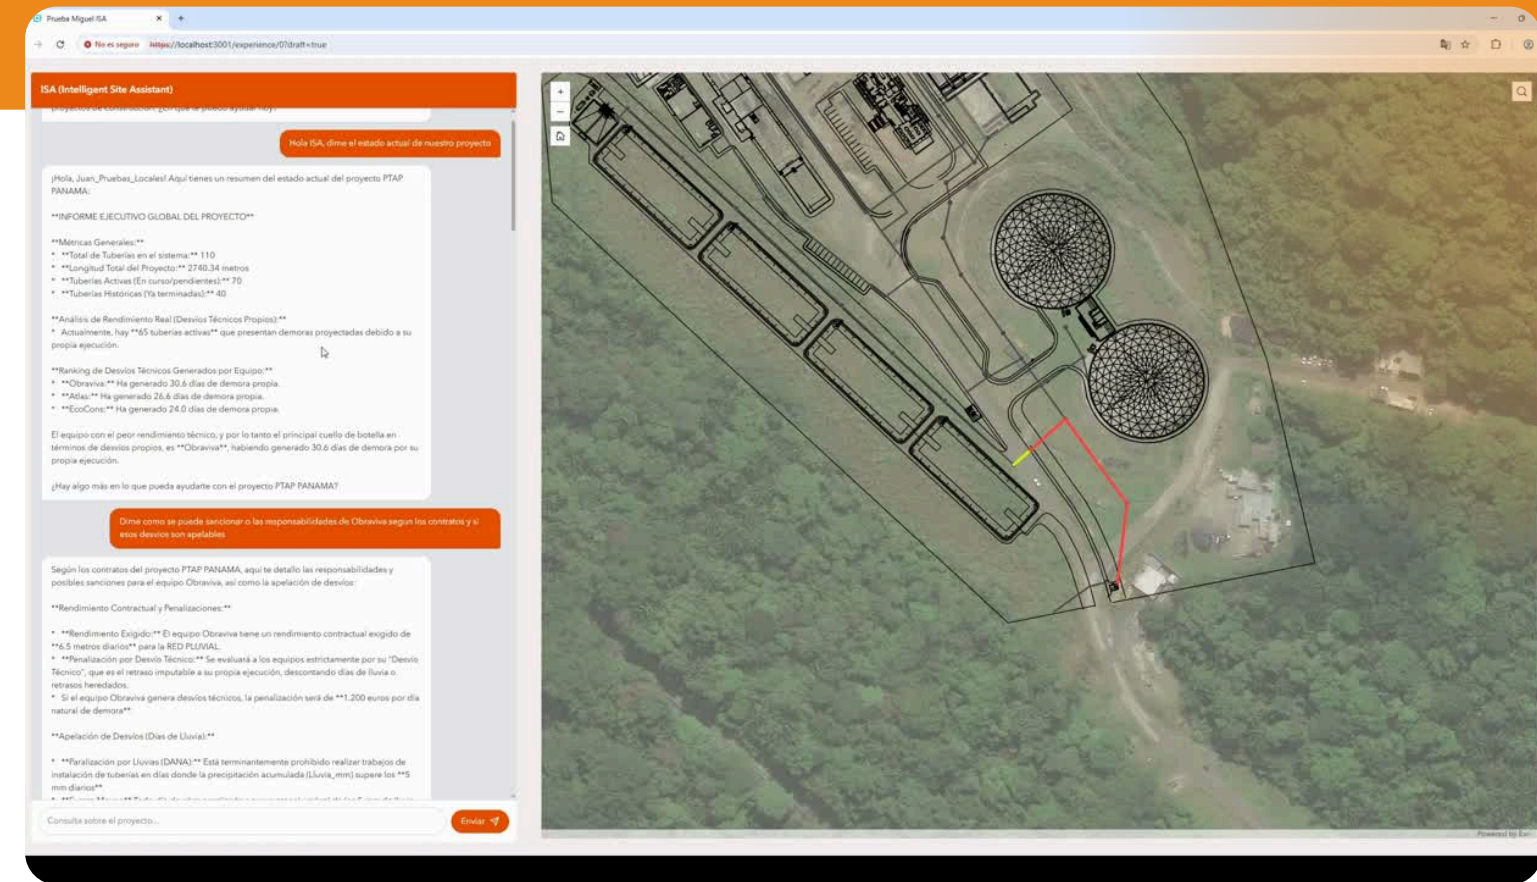 Prueba Miguel ISA
No es seguro https://localhost:3001/experience/0?draft=true
ISA (Intelligent Site Assistant)
proyectos de construcción. ¿En qué te puedo ayudar hoy?
Hola ISA, dime el estado actual de nuestro proyecto
¡Hola, Juan_Pruebas_Locales! Aquí tienes un resumen del estado actual del proyecto PTAP
PANAMA:
**INFORME EJECUTIVO GLOBAL DEL PROYECTO**
**Métricas Generales:**
* **Total de Tuberías en el sistema:** 110
* **Longitud Total del Proyecto:** 2740.34 metros
* **Tuberías Activas (En curso/pendientes):** 70
* **Tuberías Históricas (Ya terminadas):** 40
**Análisis de Rendimiento Real (Desvíos Técnicos Propios):**
* Actualmente, hay **65 tuberías activas** que presentan demoras proyectadas debido a su
propia ejecución.
**Ranking de Desvíos Técnicos Generados por Equipo:**
* **Obraviva:** Ha generado 30.6 días de demora propia.
* **Atlas:** Ha generado 26.6 días de demora propia.
* **EcoCons:** Ha generado 24.0 días de demora propia.
El equipo con el peor rendimiento técnico, y por lo tanto el principal cuello de botella en
términos de desvíos propios, es **Obraviva**, habiendo generado 30.6 días de demora por su
propia ejecución.
¿Hay algo más en lo que pueda ayudarte con el proyecto PTAP PANAMA?
Dime como se puede sancionar o las responsabilidades de Obraviva segun los contratos y si
esos desvios son apelables
Según los contratos del proyecto PTAP PANAMA, aquí te detallo las responsabilidades y
posibles sanciones para el equipo Obraviva, así como la apelación de desvíos:
**Rendimiento Contractual y Penalizaciones:**
* **Rendimiento Exigido:** El equipo Obraviva tiene un rendimiento contractual exigido de
**6.5 metros diarios** para la RED PLUVIAL.
* **Penalización por Desvío Técnico:** Se evaluará a los equipos estrictamente por su "Desvío
Técnico", que es el retraso imputable a su propia ejecución, descontando días de lluvia o
retrasos heredados.
* Si el equipo Obraviva genera desvíos técnicos, la penalización será de **1.200 euros por día
natural de demora**.
**Apelación de Desvíos (Días de Lluvia):**
* **Paralización por Lluvias (DANA):** Está terminantemente prohibido realizar trabajos de
instalación de tuberías en días donde la precipitación acumulada (Lluvia_mm) supere los **5
mm diarios**.
Consulta sobre el proyecto...
Enviar
Powered by Esri